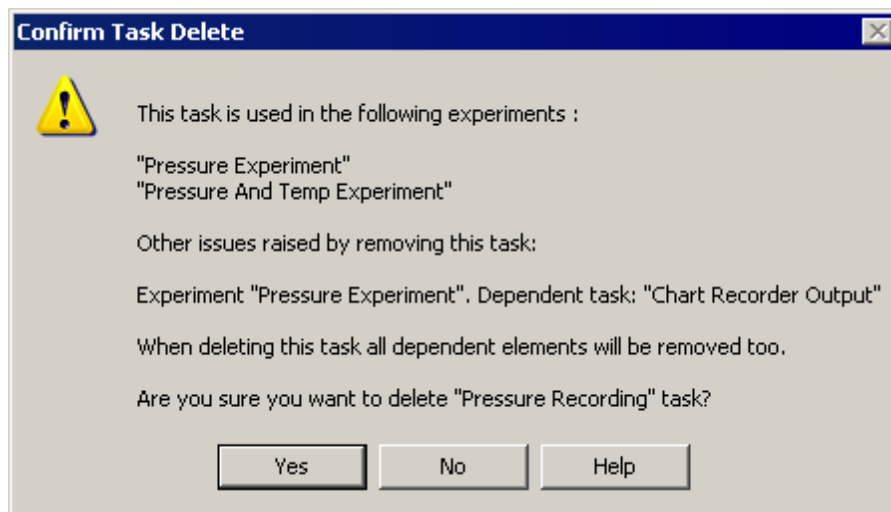 Confirm Task Delete
This task is used in the following experiments :
"Pressure Experiment"
"Pressure And Temp Experiment"
Other issues raised by removing this task:
Experiment "Pressure Experiment". Dependent task: "Chart Recorder Output"
When deleting this task all dependent elements will be removed too.
Are you sure you want to delete "Pressure Recording" task?
Yes No Help